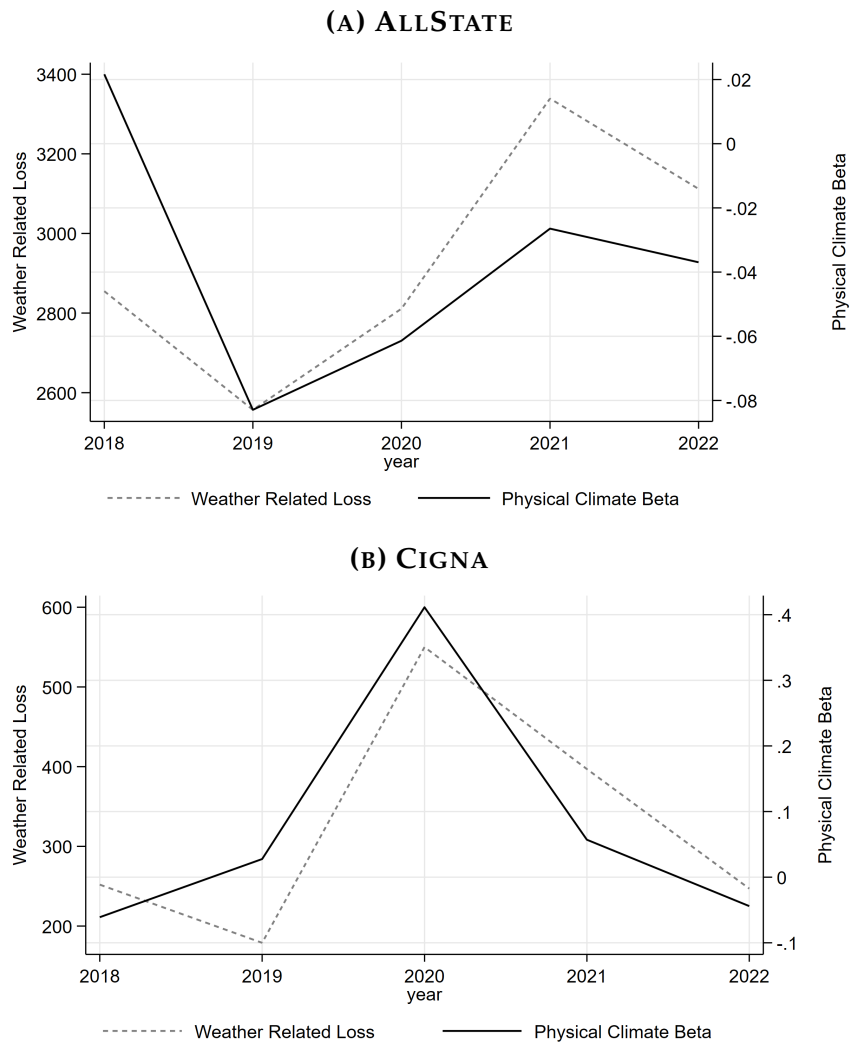 (A) ALLSTATE
3400
3200
3000
2800
2600
Weather Related Loss
.02
0
-.02
-.04
-.06
-.08
Physical Climate Beta
2018 2019 2020 2021 2022
year
Weather Related Loss Physical Climate Beta
(B) CIGNA
600
500
400
300
200
Weather Related Loss
.4
.3
.2
.1
0
-.1
Physical Climate Beta
2018 2019 2020 2021 2022
year
Weather Related Loss Physical Climate Beta